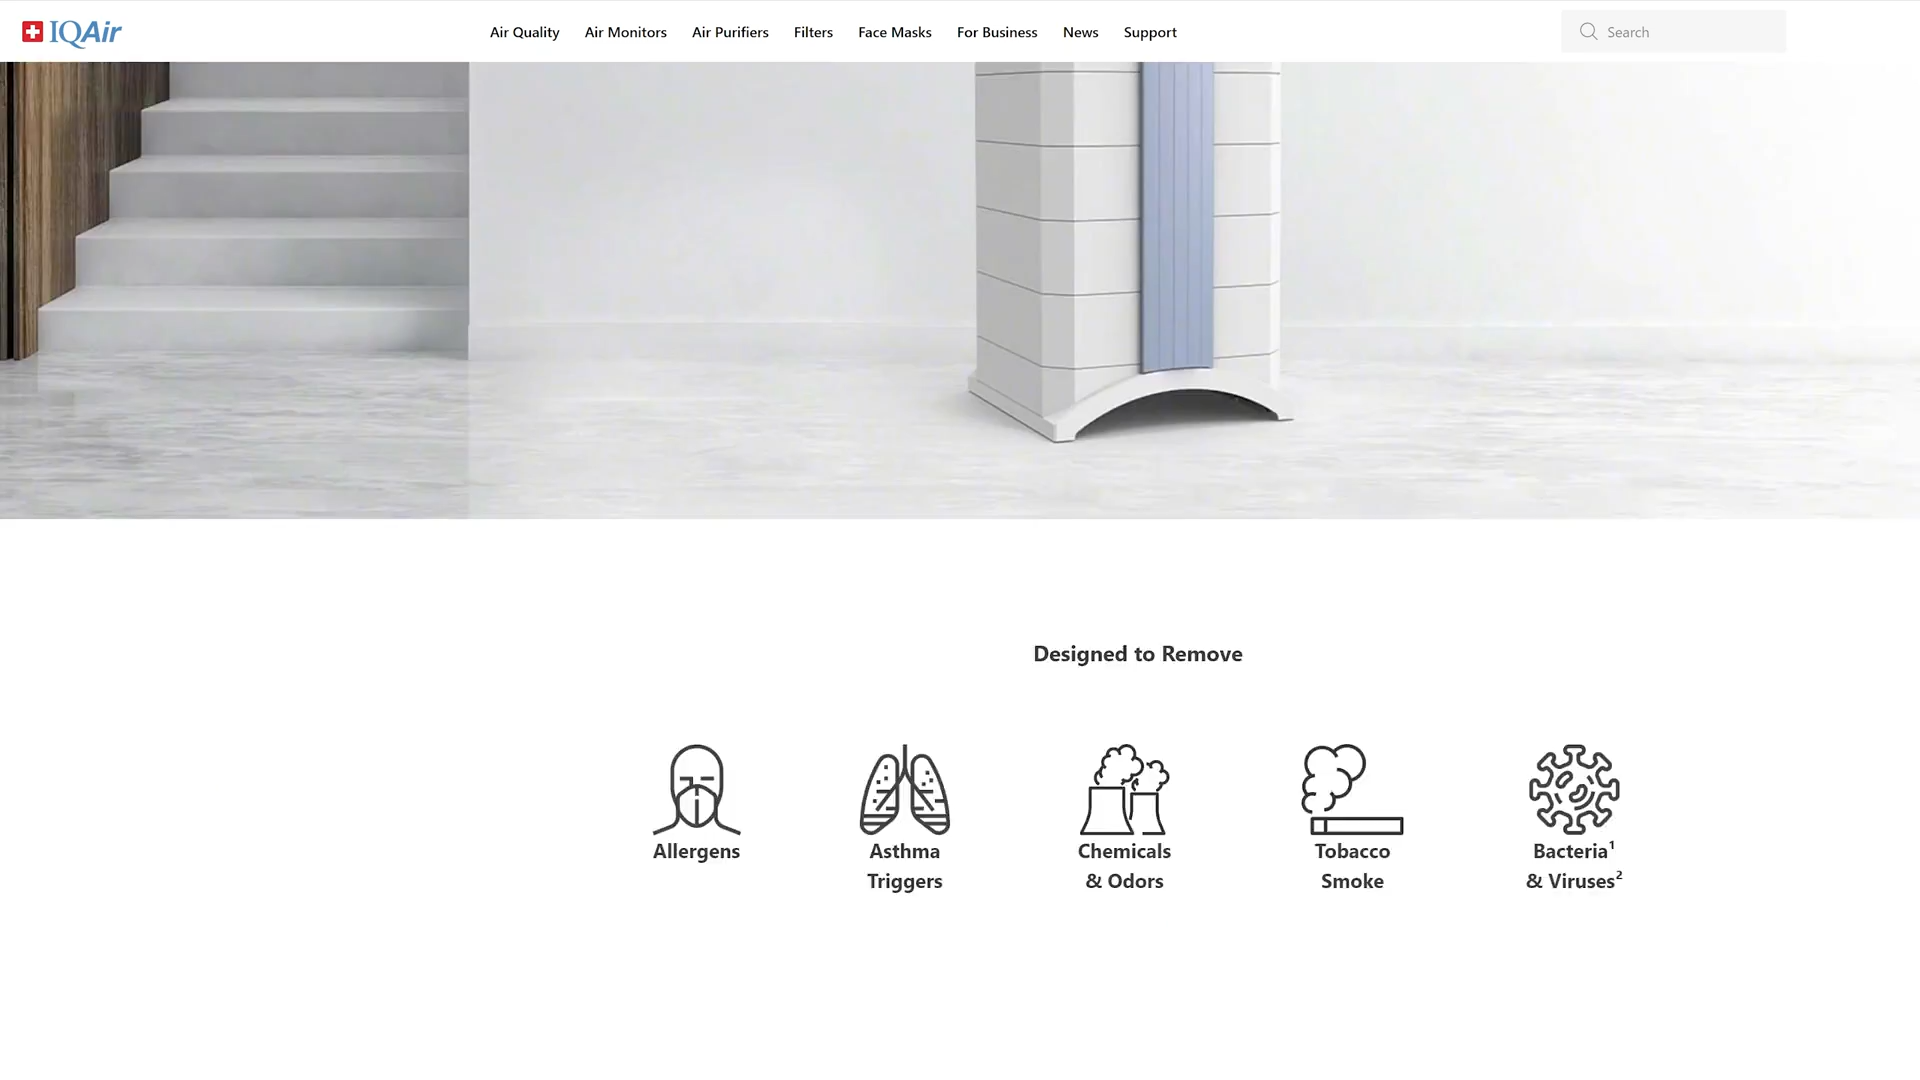 IQAir
Air Quality
Air Monitors
Air Purifiers
Filters
Face Masks
For Business
News
Support
Search
Designed to Remove
Allergens
Asthma
Triggers
Chemicals
& Odors
Tobacco
Smoke
Bacteria¹
& Viruses²